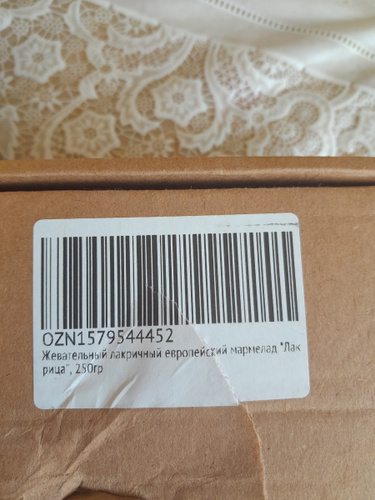 OZN1579544452
Жевательный лакричный европейский мармелад "Лак
рица", 250гр